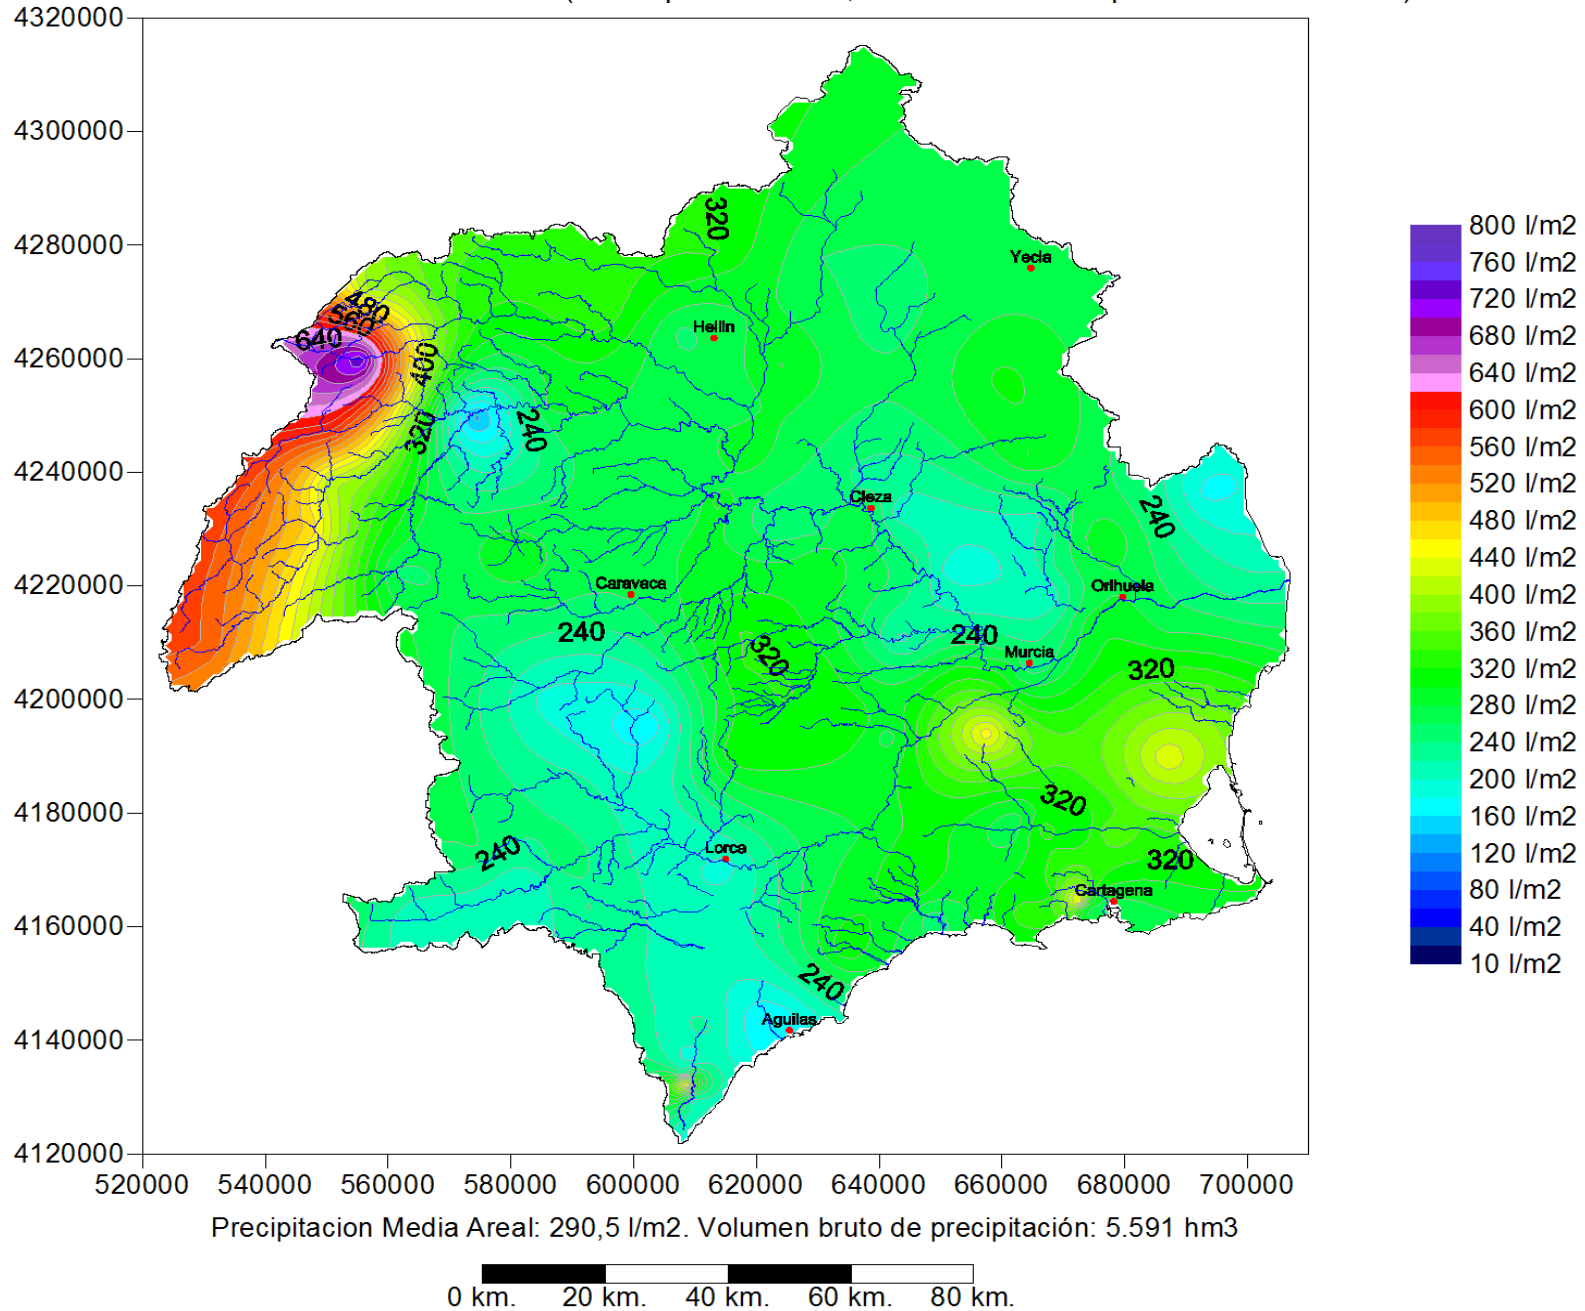 4320000
4300000
4280000
4260000
4240000
4220000
4200000
4180000
4160000
4140000
4120000
520000 540000 560000 580000 600000 620000 640000 660000 680000 700000
320
Yecla
480
560
640
Hellin
400
320
240
Cieza
240
Caravaca
Orihuela
240
240
320
Murcia
320
320
240
Lorca
320
Cartagena
240
Aguilas
800 l/m2
760 l/m2
720 l/m2
680 l/m2
640 l/m2
600 l/m2
560 l/m2
520 l/m2
480 l/m2
440 l/m2
400 l/m2
360 l/m2
320 l/m2
280 l/m2
240 l/m2
200 l/m2
160 l/m2
120 l/m2
80 l/m2
40 l/m2
10 l/m2
Precipitacion Media Areal: 290,5 l/m2. Volumen bruto de precipitación: 5.591 hm3
0 km. 20 km. 40 km. 60 km. 80 km.